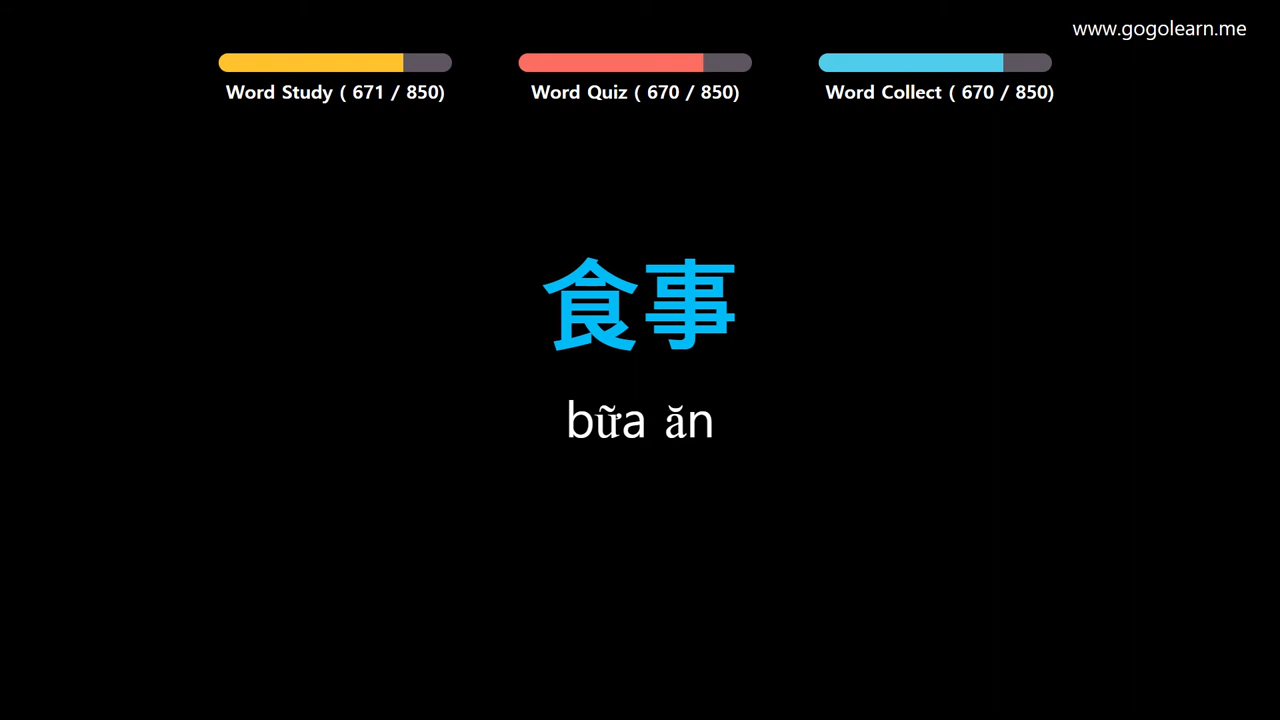 www.gogolearn.me
Word Study ( 671 / 850)
Word Quiz ( 670 / 850)
Word Collect ( 670 / 850)
食事
bữa ăn